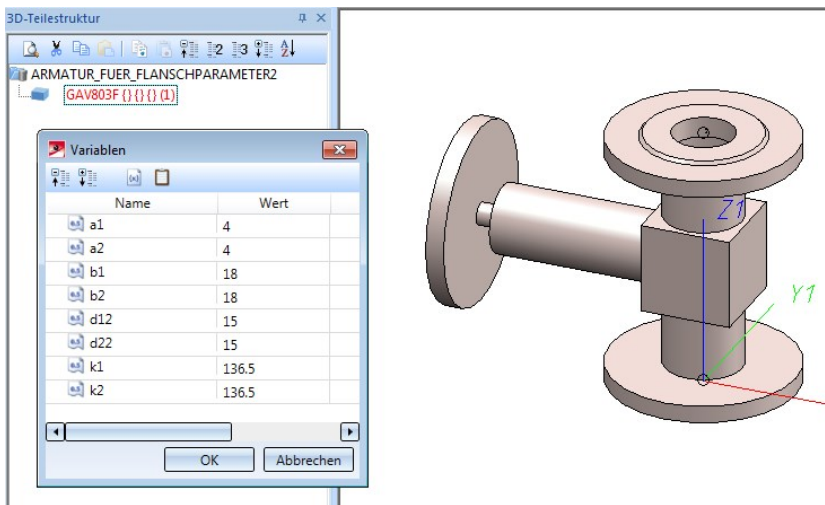 3D-Teilestruktur
ARMATUR_FUER_FLANSCHPARAMETER2
GAV803F {} {} {} (1)
Variablen
Name Wert
a1 4
a2 4
b1 18
b2 18
d12 15
d22 15
k1 136.5
k2 136.5
OK Abbrechen
Z1
Y1